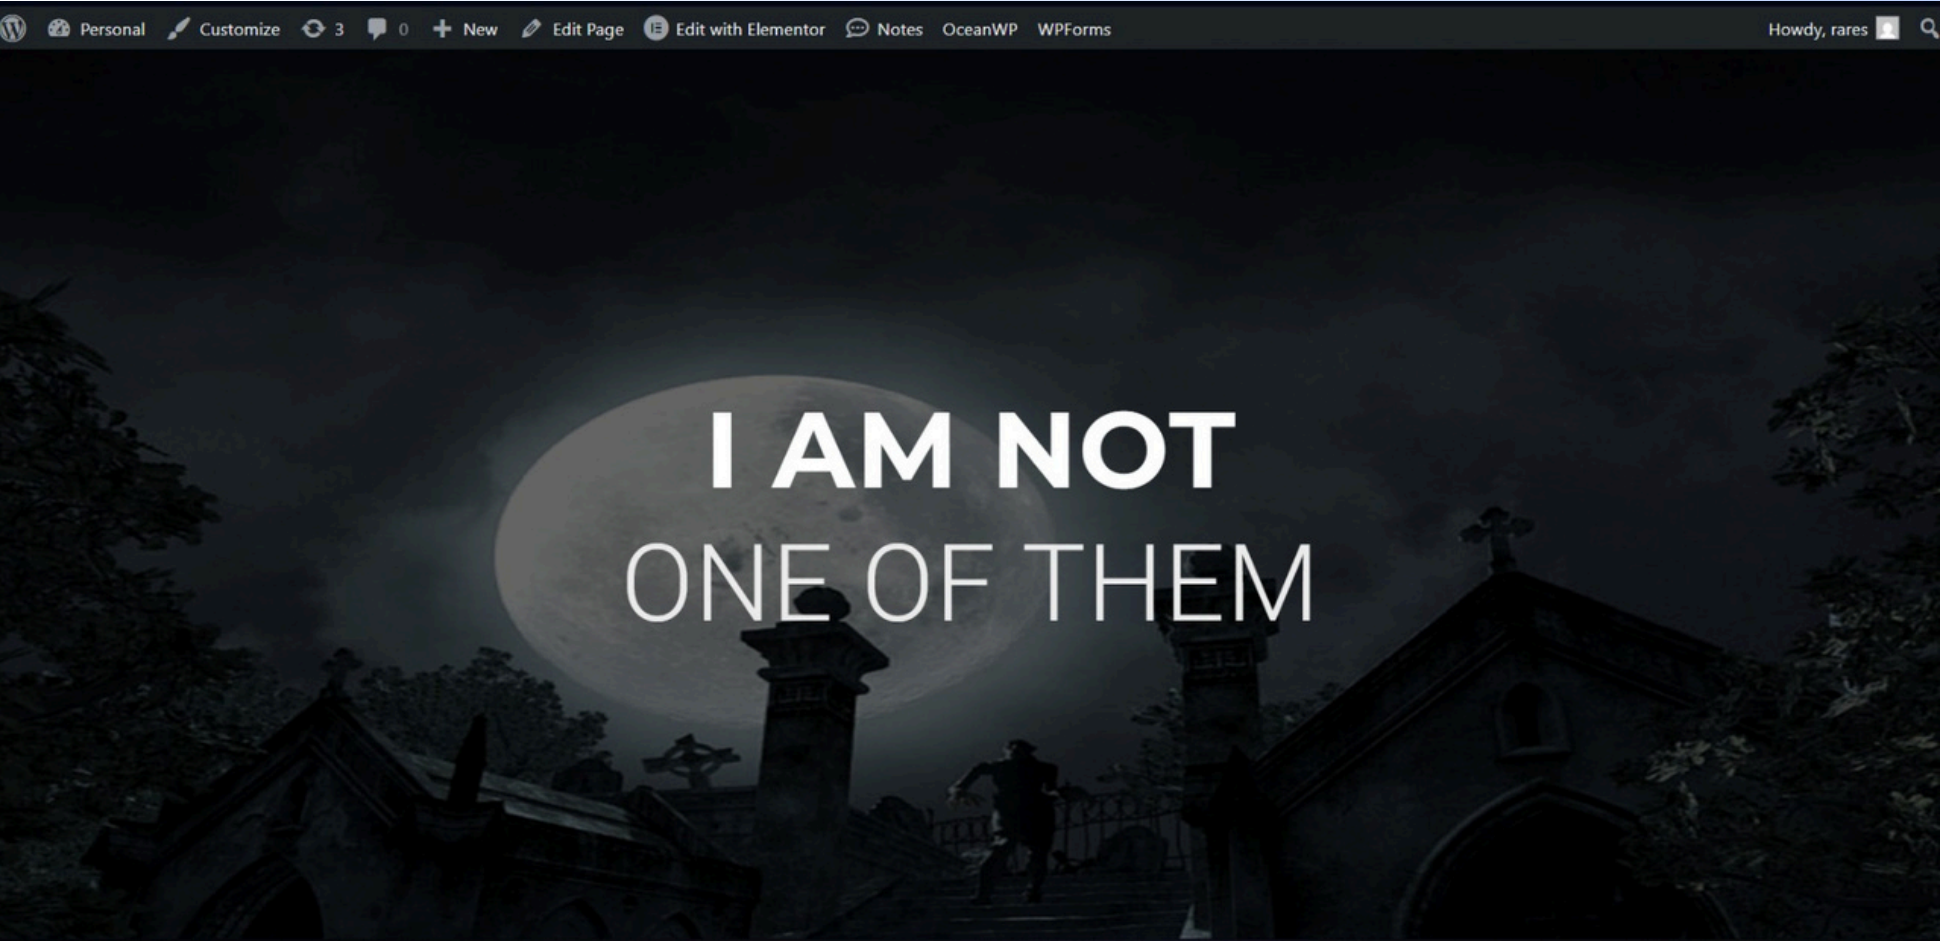 Personal Customize 3 0 New Edit Page Edit with Elementor Notes OceanWP WPForms Howdy, rares
I AM NOT
ONE OF THEM